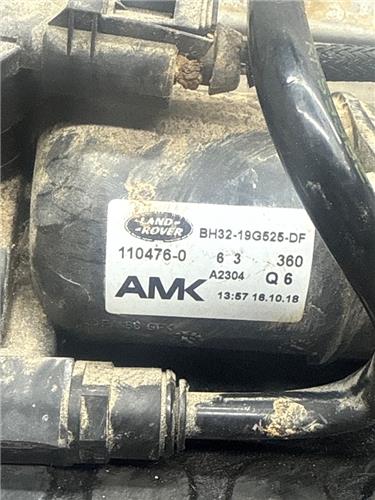 LAND-
-ROVER
BH32-19G525-DF
110476-0 6 3 360
A2304 Q 6
AMK
13:57 16.10.18